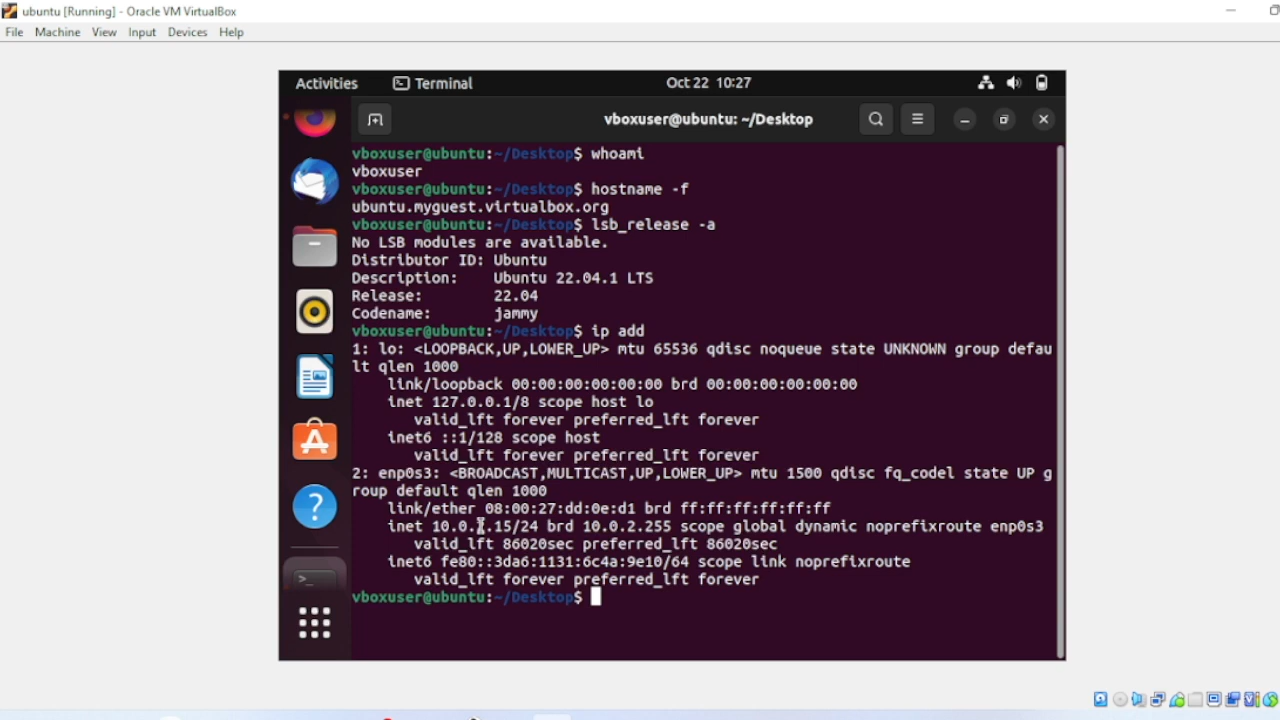 ubuntu [Running] - Oracle VM VirtualBox
File Machine View Input Devices Help
Activities Terminal Oct 22 10:27
vboxuser@ubuntu: ~/Desktop
vboxuser@ubuntu:~/Desktop$ whoami
vboxuser
vboxuser@ubuntu:~/Desktop$ hostname -f
ubuntu.myguest.virtualbox.org
vboxuser@ubuntu:~/Desktop$ lsb_release -a
No LSB modules are available.
Distributor ID: Ubuntu
Description: Ubuntu 22.04.1 LTS
Release: 22.04
Codename: jammy
vboxuser@ubuntu:~/Desktop$ ip add
1: lo: <LOOPBACK,UP,LOWER_UP> mtu 65536 qdisc noqueue state UNKNOWN group defau
lt qlen 1000
link/loopback 00:00:00:00:00:00 brd 00:00:00:00:00:00
inet 127.0.0.1/8 scope host lo
valid_lft forever preferred_lft forever
inet6 ::1/128 scope host
valid_lft forever preferred_lft forever
2: enp0s3: <BROADCAST,MULTICAST,UP,LOWER_UP> mtu 1500 qdisc fq_codel state UP g
roup default qlen 1000
link/ether 08:00:27:dd:0e:d1 brd ff:ff:ff:ff:ff:ff
inet 10.0.2.15/24 brd 10.0.2.255 scope global dynamic noprefixroute enp0s3
valid_lft 86020sec preferred_lft 86020sec
inet6 fe80::3da6:1131:6c4a:9e10/64 scope link noprefixroute
valid_lft forever preferred_lft forever
vboxuser@ubuntu:~/Desktop$